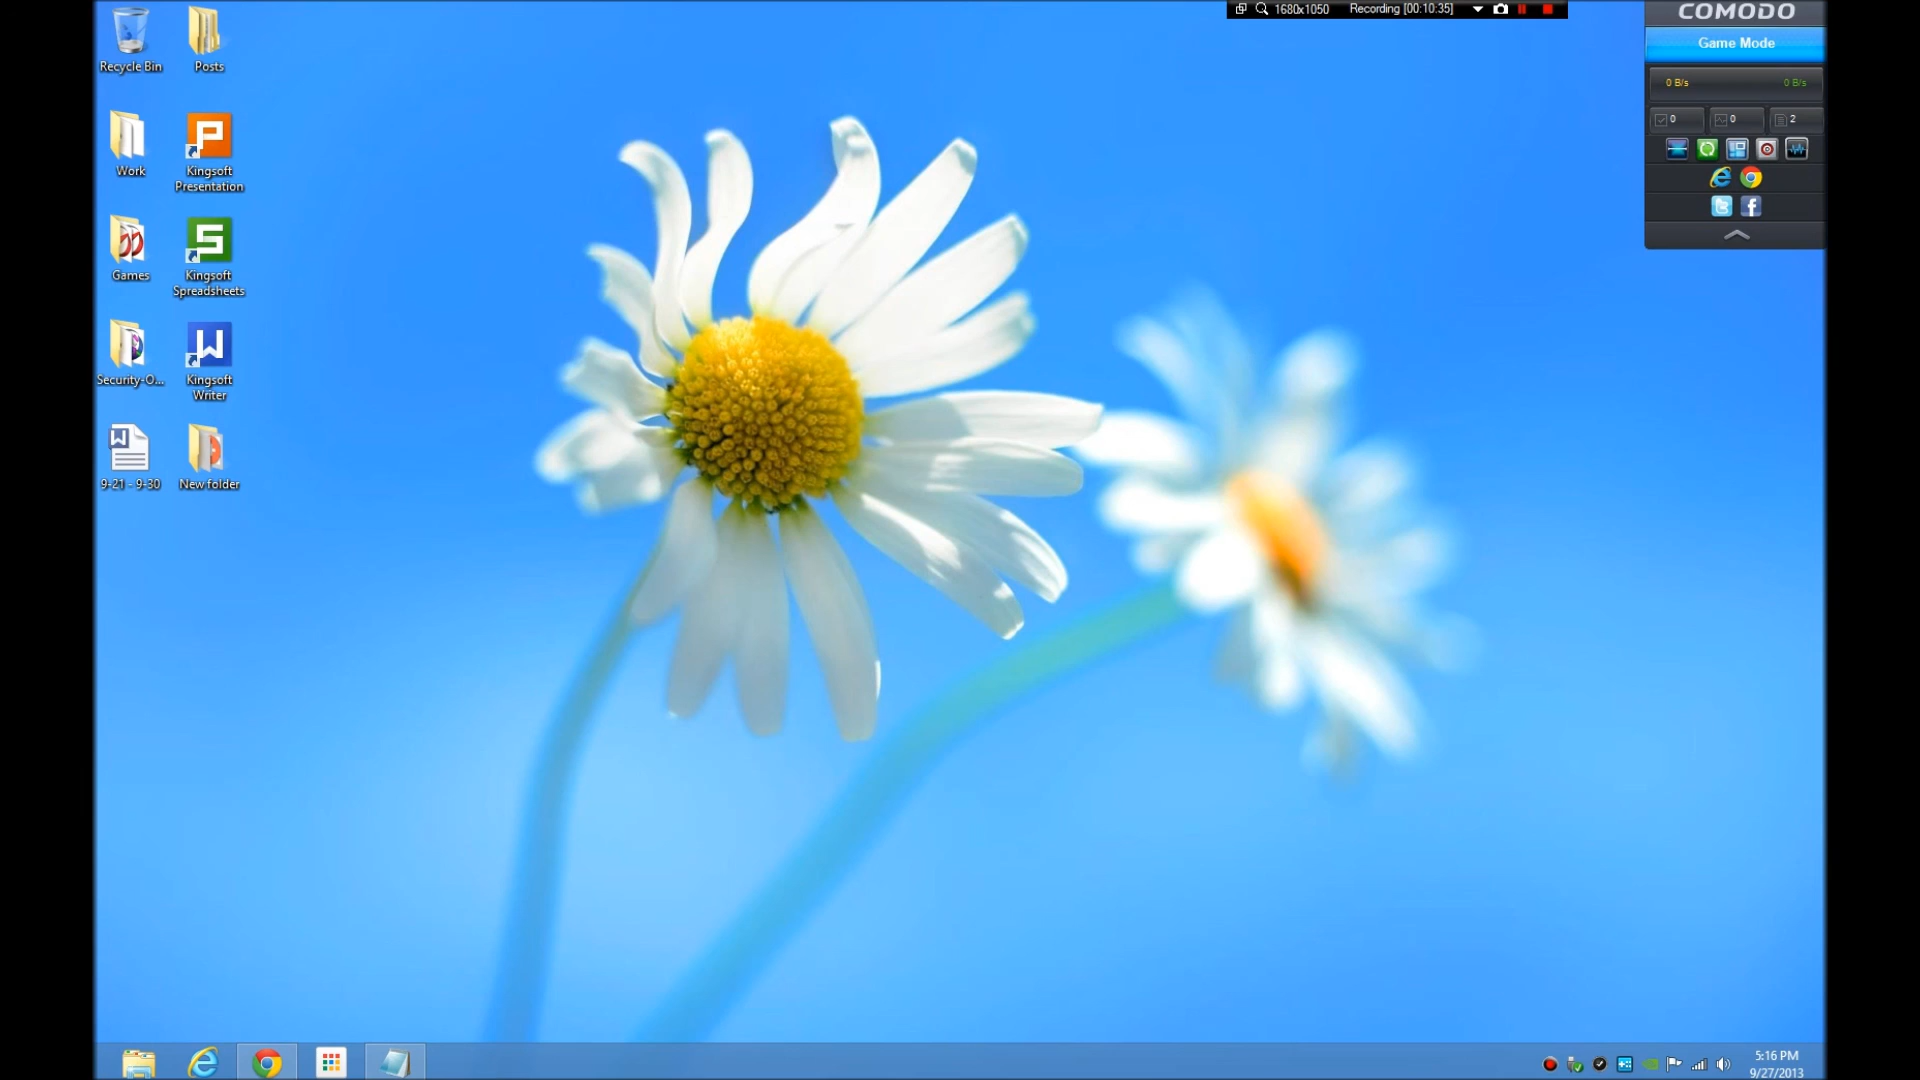 1680x1050 Recording [00:10:35]
COMODO
Game Mode
0 B/s 0 B/s
0 0 2
Recycle Bin
Posts
Work
Kingsoft
Presentation
Games
Kingsoft
Spreadsheets
Security-O...
Kingsoft
Writer
9-21 - 9-30
New folder
5:16 PM
9/27/2013